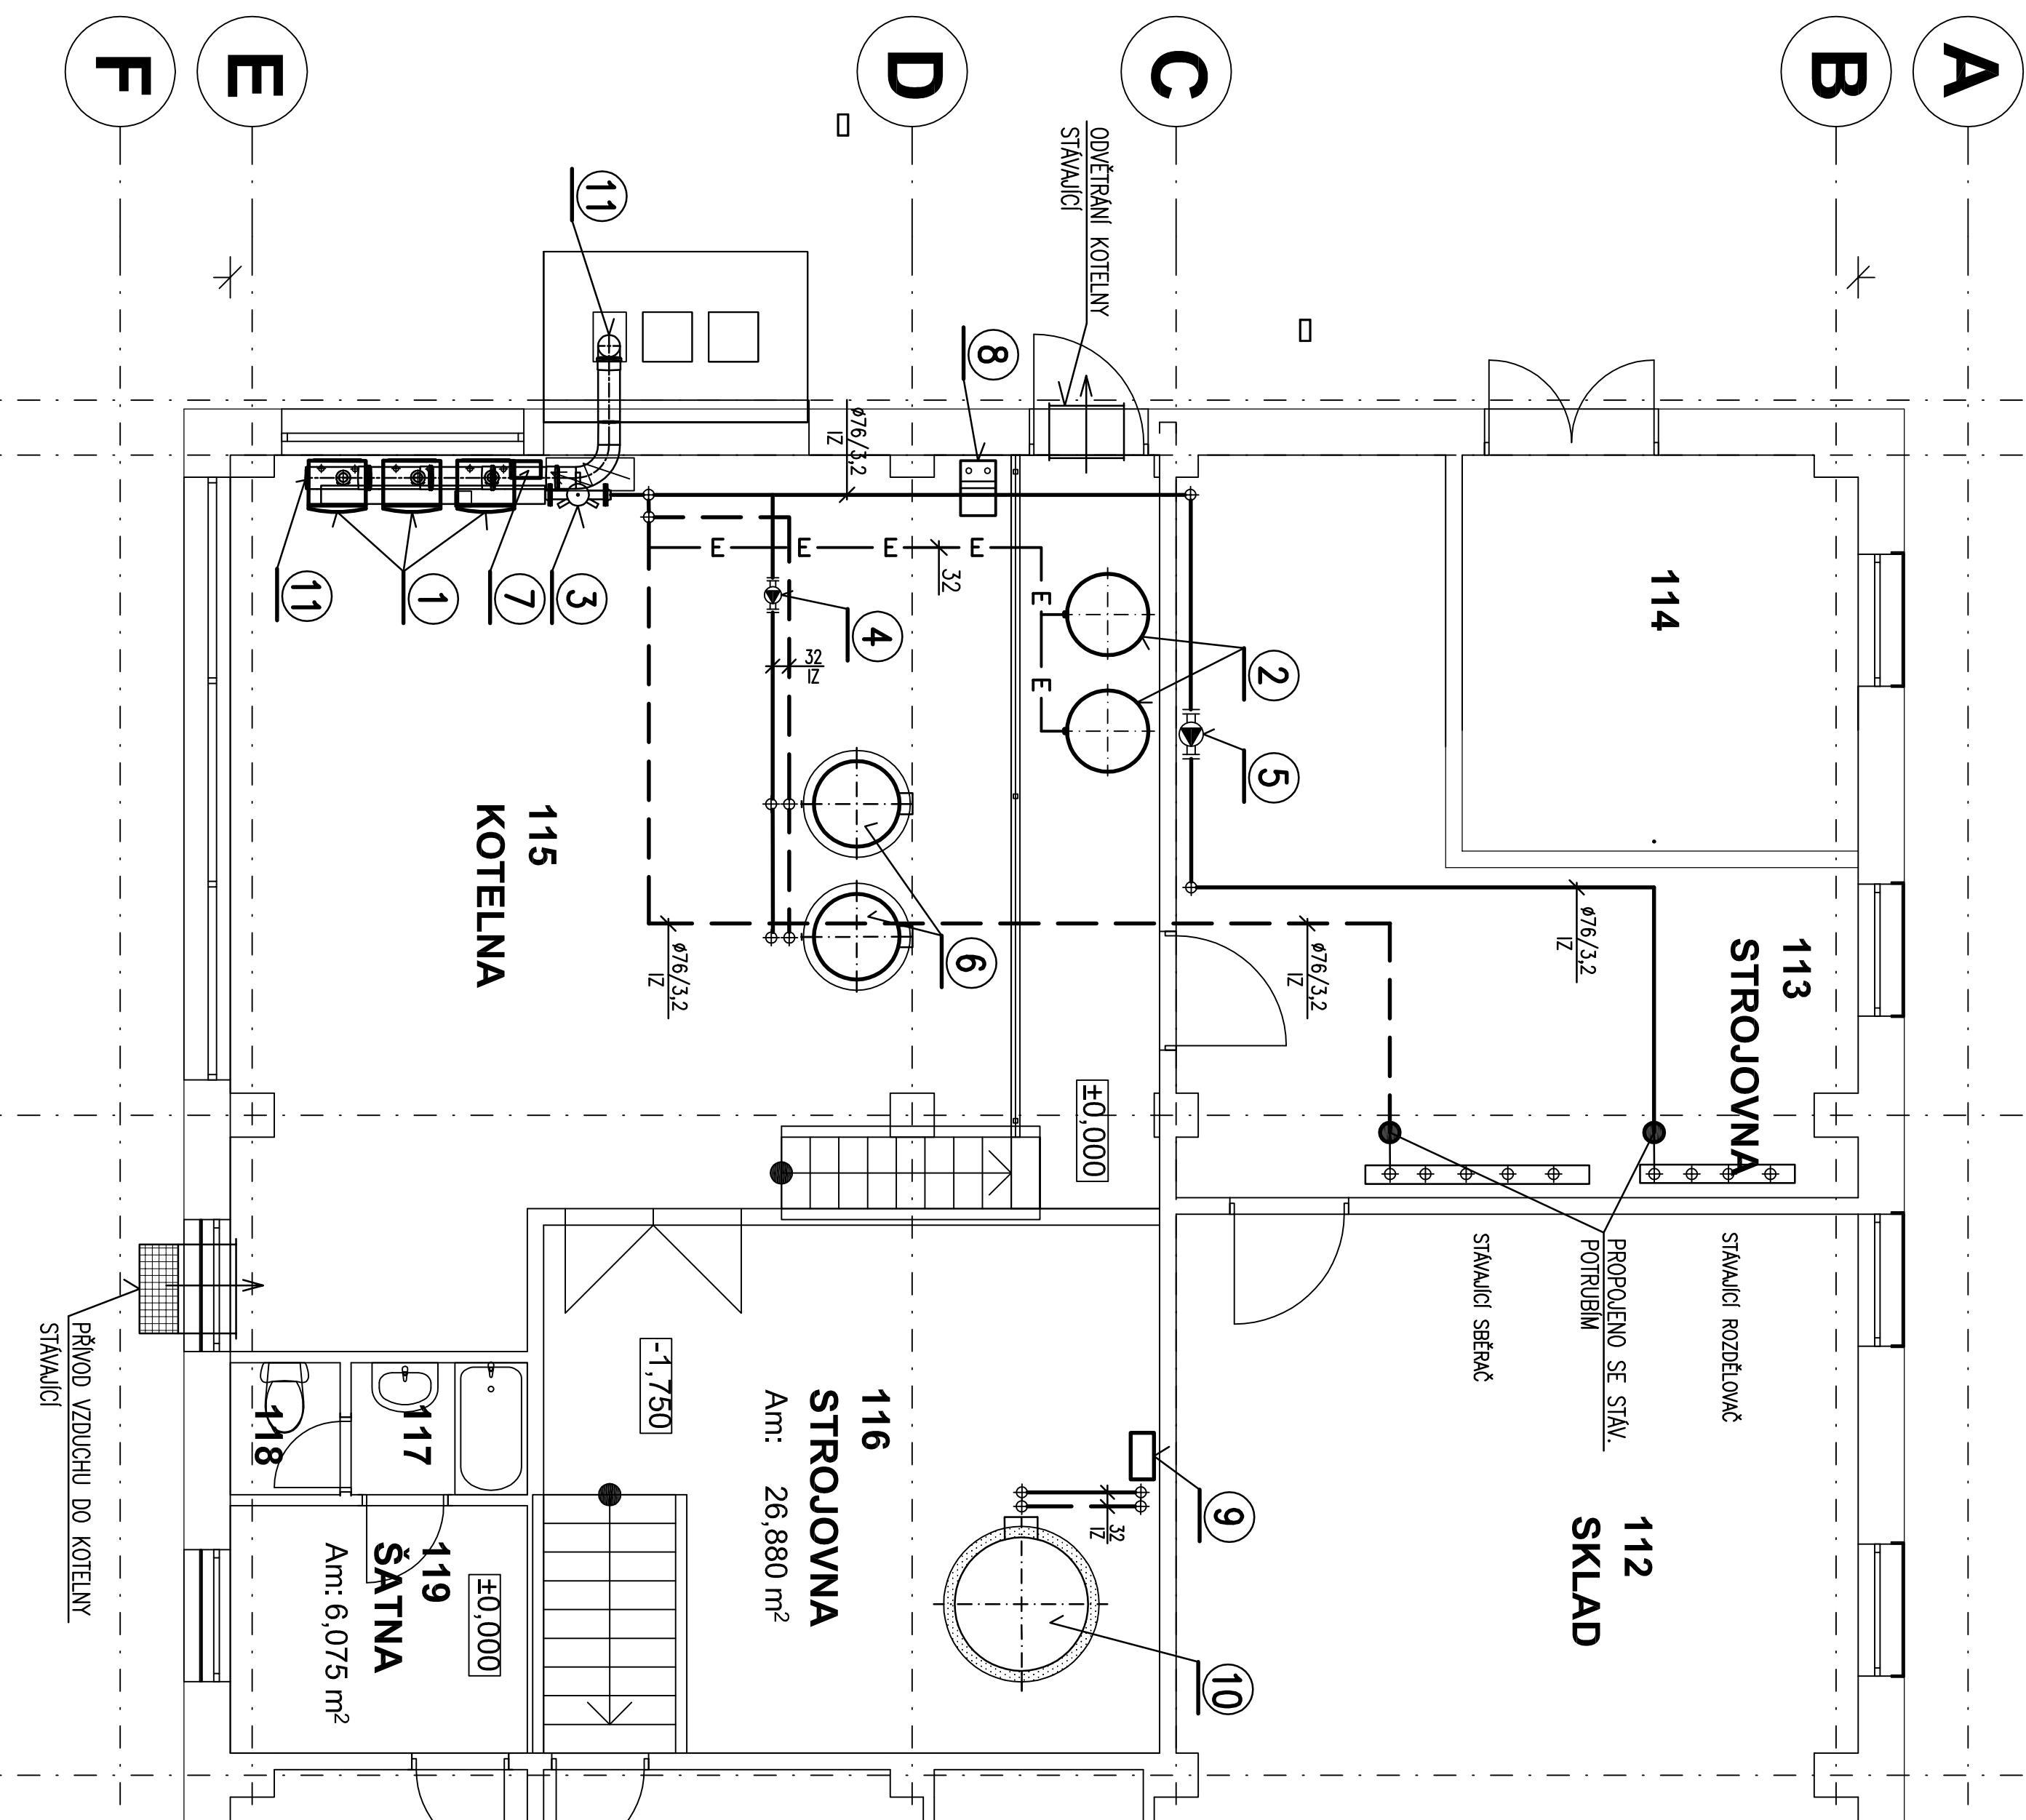 A
B
C
D
E
F
ODVĚTRÁNÍ KOTELNY
STÁVAJÍCÍ
11
8
ø76/3,2
IZ
E
E
E
E
32
E
E
11
1
7
3
4
32
IZ
2
5
114
115
KOTELNA
6
ø76/3,2
IZ
ø76/3,2
IZ
ø76/3,2
IZ
113
STROJOVNA
±0,000
STÁVAJÍCÍ ROZDĚLOVAČ
PROPOJENO SE STÁV.
POTRUBÍM
STÁVAJÍCÍ SBĚRAČ
PŘÍVOD VZDUCHU DO KOTELNY
STÁVAJÍCÍ
-1,750
116
STROJOVNA
Am: 26,880 m²
117
118
119
ŠATNA
Am: 6,075 m²
±0,000
32
IZ
9
10
112
SKLAD